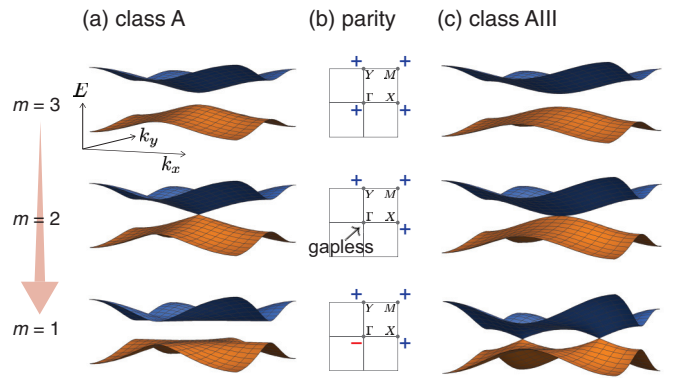 (a) class A
(b) parity
(c) class AIII
m = 3
E
k_y
k_x
+ +
Y M
Γ X
+ +
m = 2
+ +
Y M
Γ X
+
gapless
m = 1
+ +
Y M
Γ X
− +